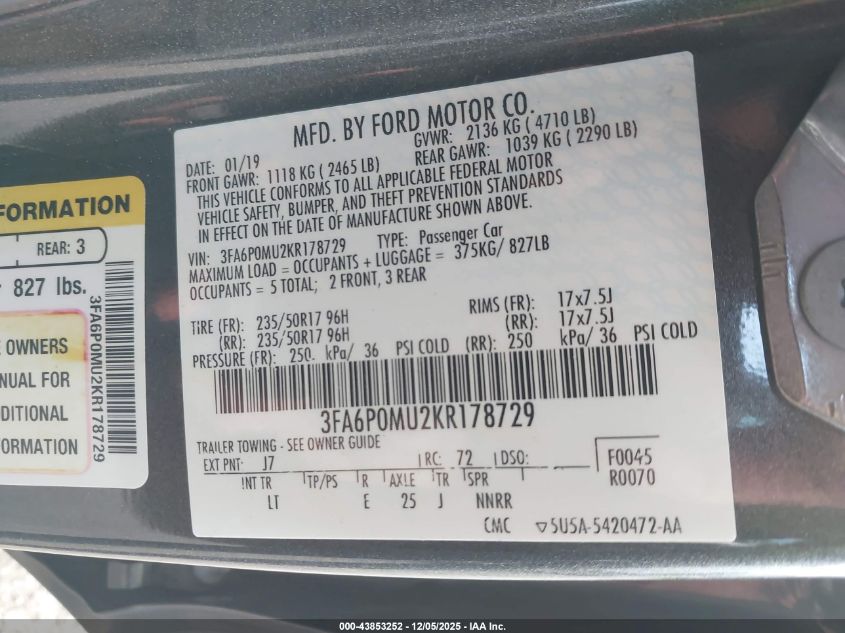 MFD. BY FORD MOTOR CO.
DATE: 01/19 GVWR: 2136 KG ( 4710 LB)
FRONT GAWR: 1118 KG ( 2465 LB) REAR GAWR: 1039 KG ( 2290 LB)
THIS VEHICLE CONFORMS TO ALL APPLICABLE FEDERAL MOTOR
VEHICLE SAFETY, BUMPER, AND THEFT PREVENTION STANDARDS
IN EFFECT ON THE DATE OF MANUFACTURE SHOWN ABOVE.
VIN: 3FA6P0MU2KR178729 TYPE: Passenger Car
MAXIMUM LOAD = OCCUPANTS + LUGGAGE = 375KG/ 827LB
OCCUPANTS = 5 TOTAL; 2 FRONT, 3 REAR
TIRE (FR): 235/50R17 96H RIMS (FR): 17x7.5J
(RR): 235/50R17 96H (RR): 17x7.5J
PRESSURE (FR): 250. kPa/ 36 PSI COLD (RR): 250 kPa/ 36 PSI COLD
3FA6P0MU2KR178729
TRAILER TOWING - SEE OWNER GUIDE
EXT PNT: J7 RC: 72 DSO: F0045
INT TR TP/PS R AXLE TR SPR R0070
LT E 25 J NNRR
CMC 5U5A-5420472-AA
FORMATION
REAR: 3
827 lbs.
OWNERS
NUAL FOR
DITIONAL
FORMATION
3FA6P0MU2KR178729
000-43853252 - 12/05/2025 - IAA Inc.